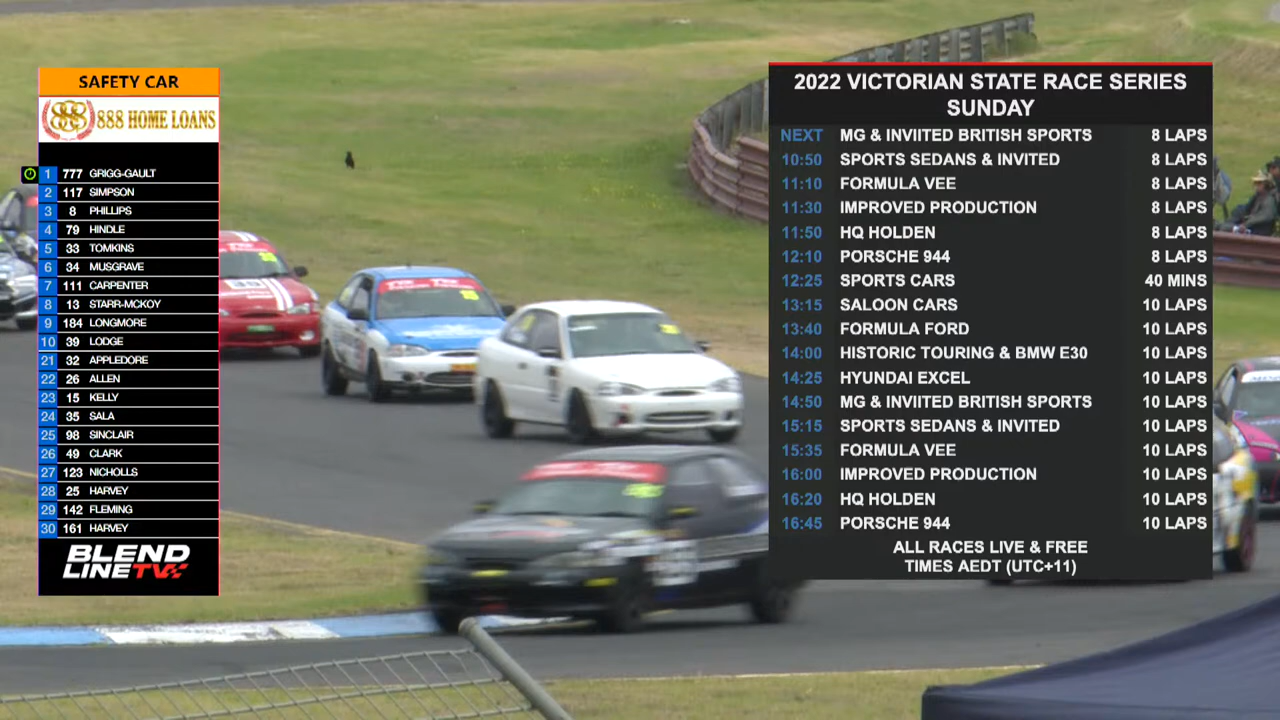 SAFETY CAR
888 HOME LOANS
1 777 GRIGG-GAULT
2 117 SIMPSON
3 8 PHILLIPS
4 79 HINDLE
5 33 TOMKINS
6 34 MUSGRAVE
7 111 CARPENTER
8 13 STARR-MCKOY
9 184 LONGMORE
10 39 LODGE
21 32 APPLEDORE
22 26 ALLEN
23 15 KELLY
24 35 SALA
25 98 SINCLAIR
26 49 CLARK
27 123 NICHOLLS
28 25 HARVEY
29 142 FLEMING
30 161 HARVEY
BLEND
LINETV
2022 VICTORIAN STATE RACE SERIES
SUNDAY
NEXT MG & INVIITED BRITISH SPORTS 8 LAPS
10:50 SPORTS SEDANS & INVITED 8 LAPS
11:10 FORMULA VEE 8 LAPS
11:30 IMPROVED PRODUCTION 8 LAPS
11:50 HQ HOLDEN 8 LAPS
12:10 PORSCHE 944 8 LAPS
12:25 SPORTS CARS 40 MINS
13:15 SALOON CARS 10 LAPS
13:40 FORMULA FORD 10 LAPS
14:00 HISTORIC TOURING & BMW E30 10 LAPS
14:25 HYUNDAI EXCEL 10 LAPS
14:50 MG & INVIITED BRITISH SPORTS 10 LAPS
15:15 SPORTS SEDANS & INVITED 10 LAPS
15:35 FORMULA VEE 10 LAPS
16:00 IMPROVED PRODUCTION 10 LAPS
16:20 HQ HOLDEN 10 LAPS
16:45 PORSCHE 944 10 LAPS
ALL RACES LIVE & FREE
TIMES AEDT (UTC+11)